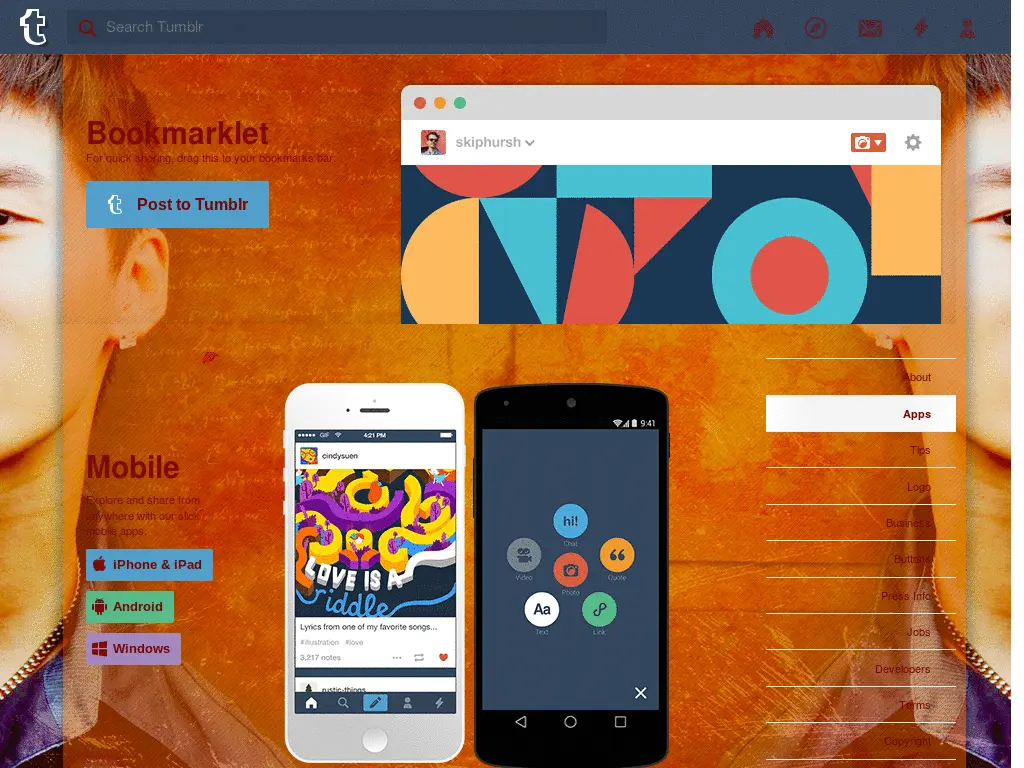 Search Tumblr
Bookmarklet
For quick sharing, drag this to your bookmarks bar:
Post to Tumblr
skiphursh
About
Apps
Tips
Logo
Business
Buttons
Press Info
Jobs
Developers
Terms
Copyright
Mobile
Explore and share from
anywhere with our slick
mobile apps.
iPhone & iPad
Android
Windows
GIF
4:21 PM
cindysuen
LOVE IS A
riddle
Lyrics from one of my favorite songs...
#illustration #love
3,217 notes
rustic-things
9:41
hi!
Chat
Video
Photo
Quote
Aa
Text
Link